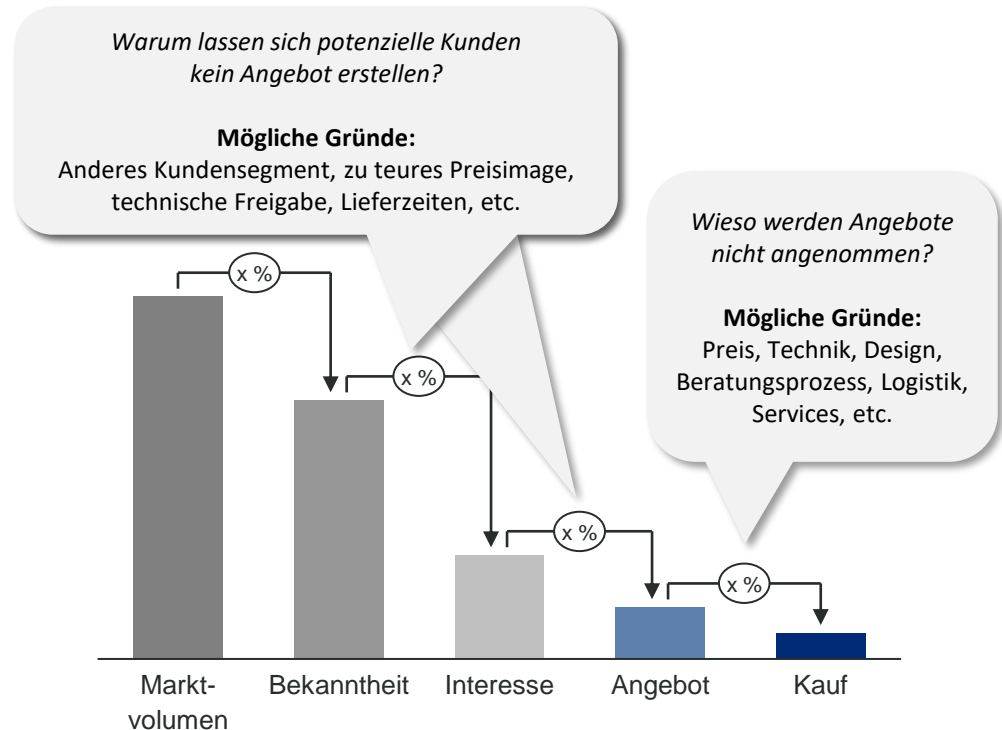 Warum lassen sich potenzielle Kunden
kein Angebot erstellen?
Mögliche Gründe:
Anderes Kundensegment, zu teures Preisimage,
technische Freigabe, Lieferzeiten, etc.
Wieso werden Angebote
nicht angenommen?
Mögliche Gründe:
Preis, Technik, Design,
Beratungsprozess, Logistik,
Services, etc.
x %
x %
x %
x %
Markt-
volumen
Bekanntheit
Interesse
Angebot
Kauf